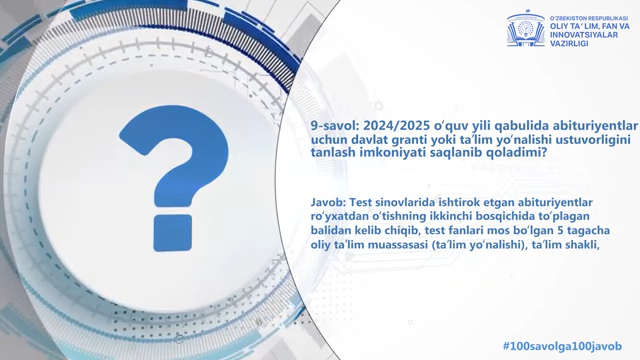 O‘ZBEKISTON RESPUBLIKASI
OLIY TA’ LIM, FAN VA
INNOVATSIYALAR
VAZIRLIGI
?
9-savol: 2024/2025 o‘quv yili qabulida abituriyentlar
uchun davlat granti yoki ta’lim yo‘nalishi ustuvorligini
tanlash imkoniyati saqlanib qoladimi?
Javob: Test sinovlarida ishtirok etgan abituriyentlar
ro‘yxatdan o‘tishning ikkinchi bosqichida to‘plagan
balidan kelib chiqib, test fanlari mos bo‘lgan 5 tagacha
oliy ta’lim muassasasi (ta’lim yo‘nalishi), ta’lim shakli,
#100savolga100javob